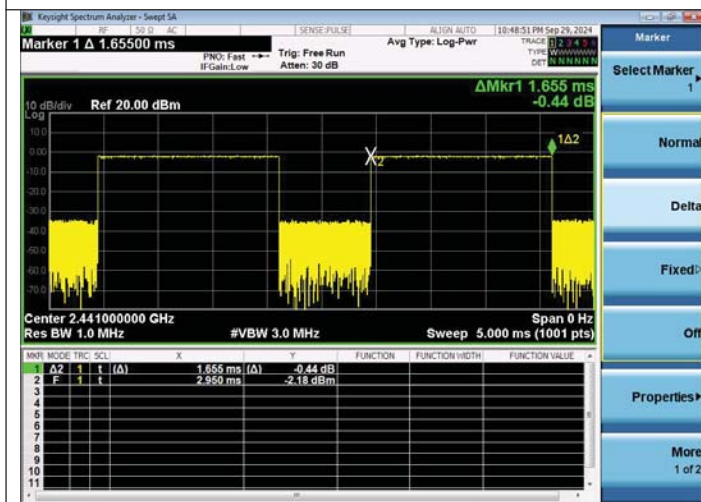 Keysight Spectrum Analyzer - Swept SA
RF 50 Ω AC SENSE:PULSE ALIGN AUTO 10:48:51 PM Sep 29, 2024
Marker 1 Δ 1.65500 ms
PNO: Fast
IFGain:Low
Trig: Free Run
Atten: 30 dB
Avg Type: Log-Pwr
TRACE 1 2 3 4 5 6
TYPE W
DET N N N N N N
ΔMkr1 1.655 ms
-0.44 dB
10 dB/div Ref 20.00 dBm
Log
10.0
0.00
-10.0
-20.0
-30.0
-40.0
-50.0
-60.0
-70.0
X2
1Δ2
Center 2.441000000 GHz Span 0 Hz
Res BW 1.0 MHz #VBW 3.0 MHz Sweep 5.000 ms (1001 pts)
MKR MODE TRC SCL X Y FUNCTION FUNCTION WIDTH FUNCTION VALUE
1 Δ2 1 t (Δ) 1.655 ms (Δ) -0.44 dB
2 F 1 t 2.950 ms -2.18 dBm
3
4
5
6
7
8
9
10
11
Marker
Select Marker
1
Normal
Delta
Fixed
Off
Properties
More
1 of 2